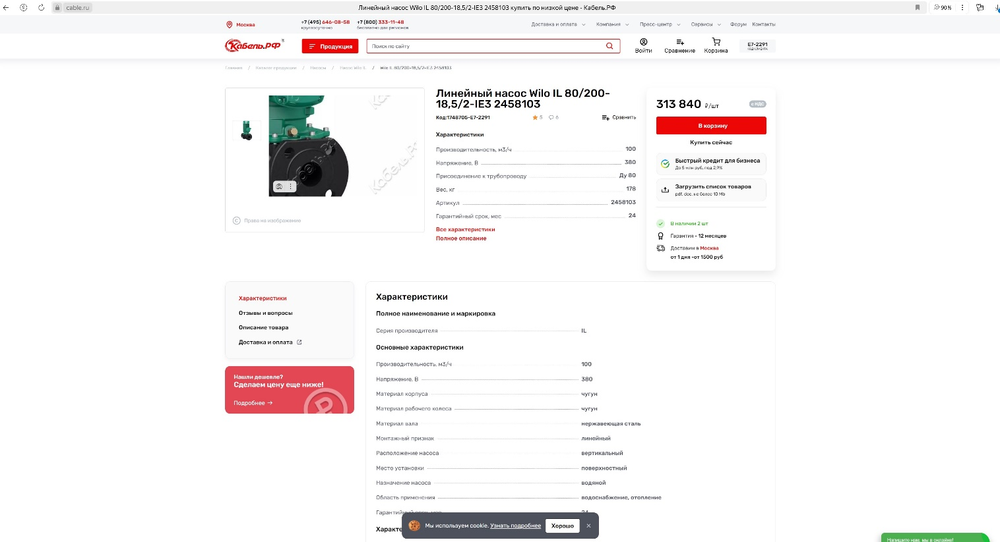 cable.ru
Линейный насос Wilo IL 80/200-18,5/2-IE3 2458103 купить по низкой цене - Кабель.РФ
90 %
Москва
+7 (495) 646-08-58
круглосуточно
+7 (800) 333-11-48
бесплатно для регионов
Доставка и оплата
Компания
Пресс-центр
Сервисы
Форум
Контакты
Кабель.РФ®
Продукция
Поиск по сайту
Войти
Сравнение
Корзина
E7-2291
КОД КЛИЕНТА
Главная / Каталог продукции / Насосы / Насос Wilo IL / Wilo IL 80/200-18,5/2-IE3 2458103
Кабель.РФ
Права на изображение
Линейный насос Wilo IL 80/200-
18,5/2-IE3 2458103
Код:1748705-E7-2291
5
6
Сравнить
Характеристики
Производительность, м3/ч 100
Напряжение, В 380
Присоединение к трубопроводу Ду 80
Вес, кг 178
Артикул 2458103
Гарантийный срок, мес 24
Все характеристики
Полное описание
313 840 ₽/шт
с НДС
В корзину
Купить сейчас
Быстрый кредит для бизнеса
До 5 млн руб. под 2,9%
Загрузить список товаров
pdf, doc, не более 10 Mb
В наличии 2 шт
Гарантия - 12 месяцев
Доставим в Москва
от 1 дня -от 1500 руб
Характеристики
Отзывы и вопросы
Описание товара
Доставка и оплата
Нашли дешевле?
Сделаем цену еще ниже!
Подробнее →
Характеристики
Полное наименование и маркировка
Серия производителя IL
Основные характеристики
Производительность, м3/ч 100
Напряжение, В 380
Материал корпуса чугун
Материал рабочего колеса чугун
Материал вала нержавеющая сталь
Монтажный признак линейный
Расположение насоса вертикальный
Место установки поверхностный
Назначение насоса водяной
Область применения водоснабжение, отопление
Гарантийный срок, мес 24
Характе
Мы используем cookie. Узнать подробнее
Хорошо
Напишите нам, мы в онлайне!